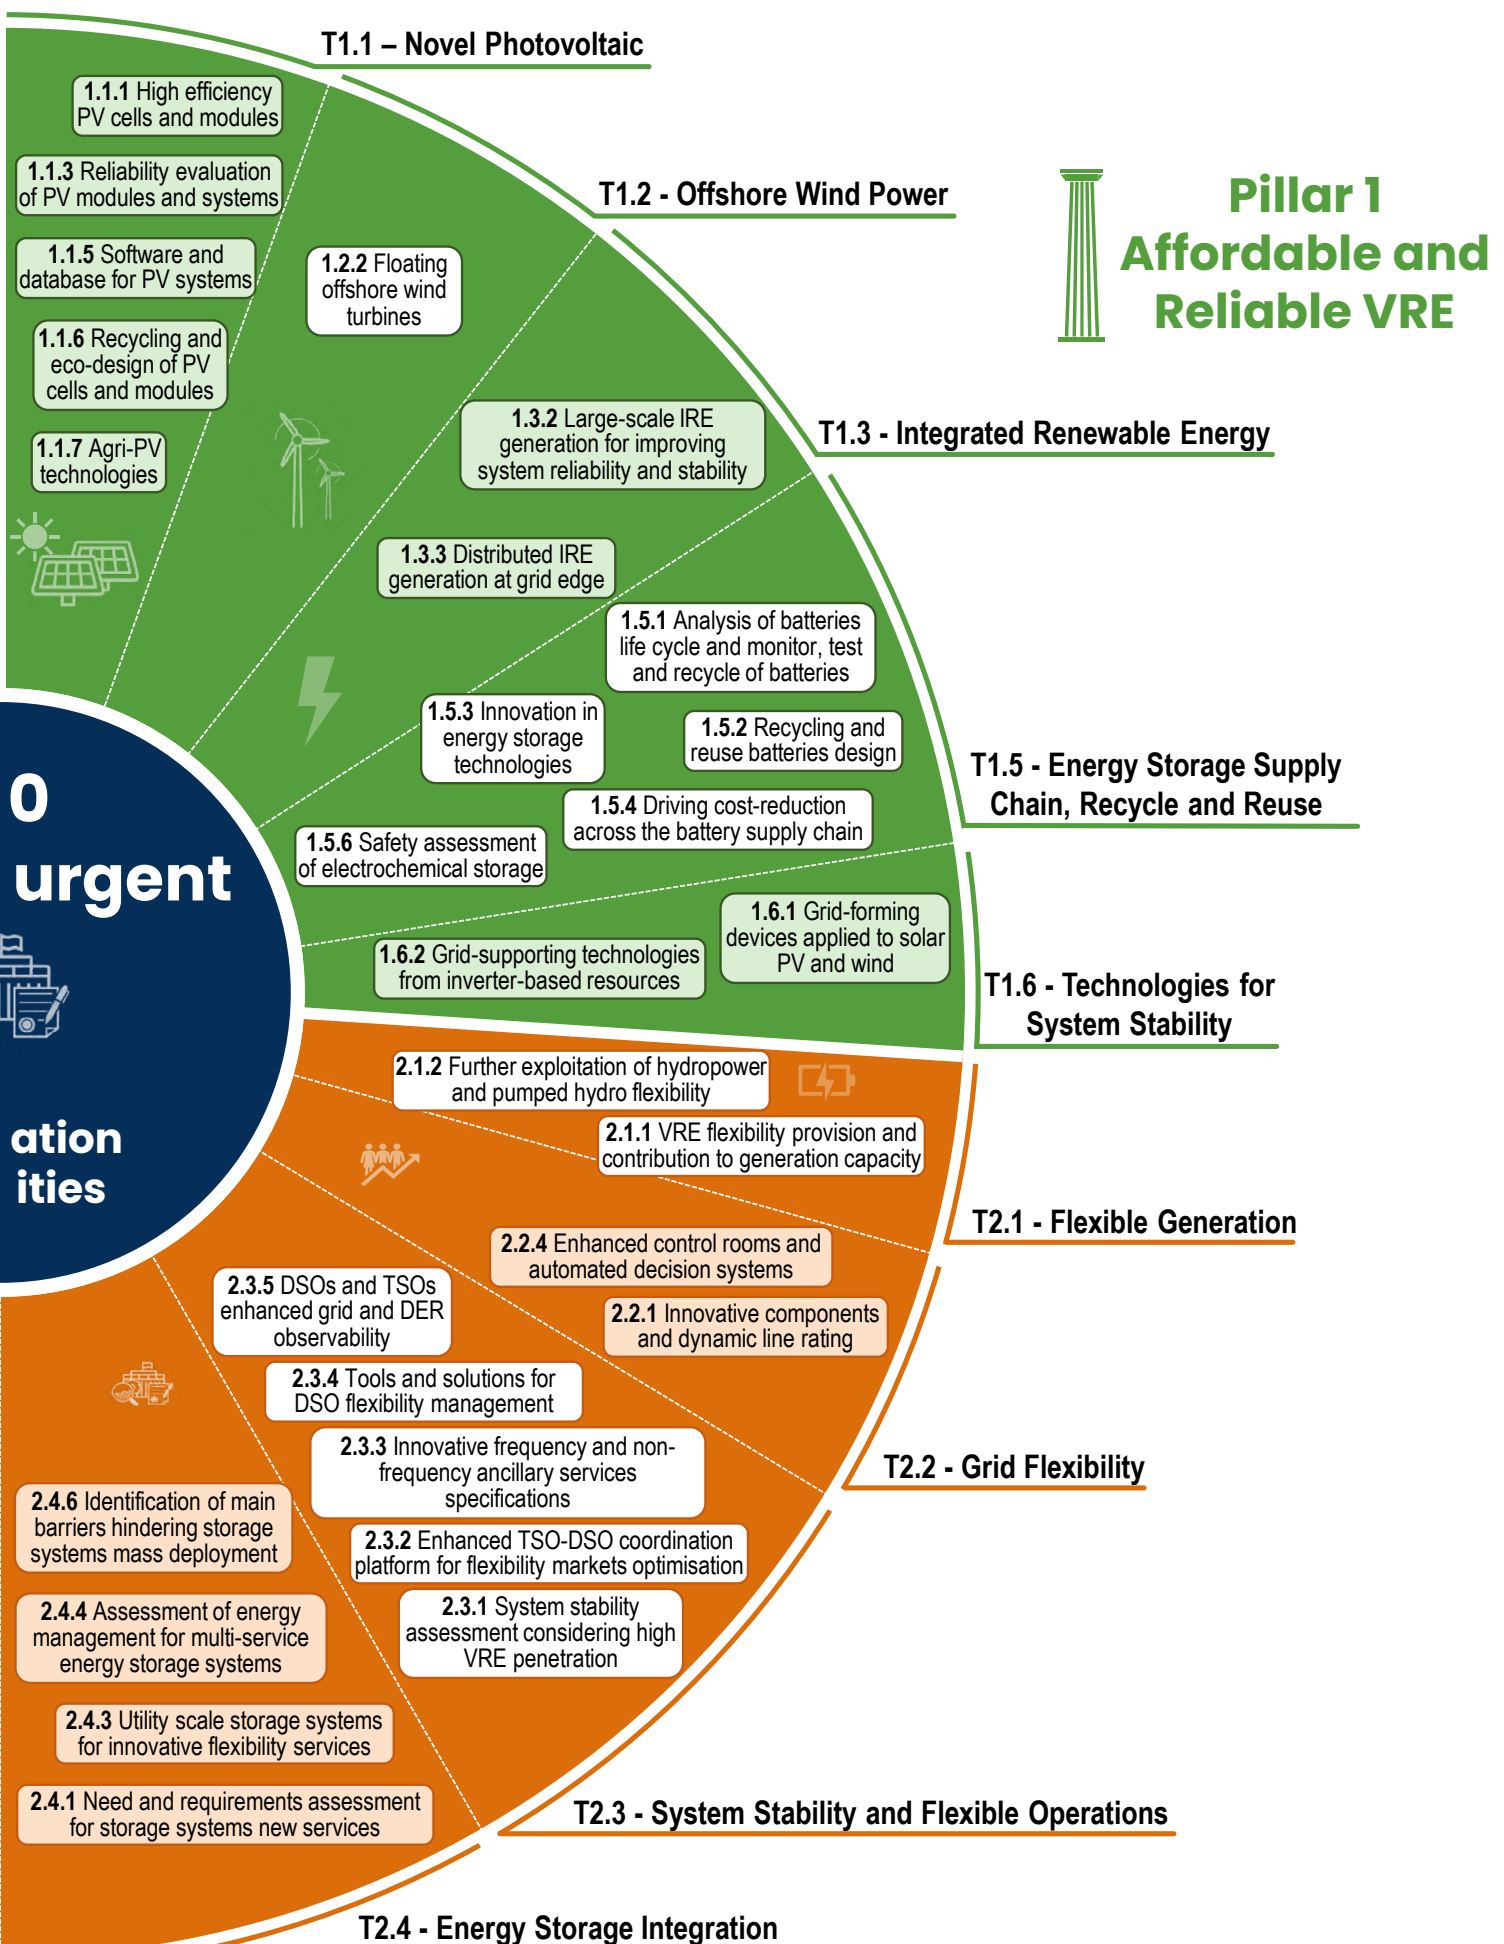 T1.1 – Novel Photovoltaic
1.1.1 High efficiency
PV cells and modules
1.1.3 Reliability evaluation
of PV modules and systems
1.1.5 Software and
database for PV systems
1.1.6 Recycling and
eco-design of PV
cells and modules
1.1.7 Agri-PV
technologies
T1.2 - Offshore Wind Power
1.2.2 Floating
offshore wind
turbines
Pillar 1
Affordable and
Reliable VRE
T1.3 - Integrated Renewable Energy
1.3.2 Large-scale IRE
generation for improving
system reliability and stability
1.3.3 Distributed IRE
generation at grid edge
T1.5 - Energy Storage Supply
Chain, Recycle and Reuse
1.5.1 Analysis of batteries
life cycle and monitor, test
and recycle of batteries
1.5.3 Innovation in
energy storage
technologies
1.5.2 Recycling and
reuse batteries design
1.5.4 Driving cost-reduction
across the battery supply chain
1.5.6 Safety assessment
of electrochemical storage
T1.6 - Technologies for
System Stability
1.6.1 Grid-forming
devices applied to solar
PV and wind
1.6.2 Grid-supporting technologies
from inverter-based resources
0
urgent
ation
ities
T2.1 - Flexible Generation
2.1.2 Further exploitation of hydropower
and pumped hydro flexibility
2.1.1 VRE flexibility provision and
contribution to generation capacity
T2.2 - Grid Flexibility
2.2.4 Enhanced control rooms and
automated decision systems
2.2.1 Innovative components
and dynamic line rating
T2.3 - System Stability and Flexible Operations
2.3.5 DSOs and TSOs
enhanced grid and DER
observability
2.3.4 Tools and solutions for
DSO flexibility management
2.3.3 Innovative frequency and non-
frequency ancillary services
specifications
2.3.2 Enhanced TSO-DSO coordination
platform for flexibility markets optimisation
2.3.1 System stability
assessment considering high
VRE penetration
2.4.6 Identification of main
barriers hindering storage
systems mass deployment
2.4.4 Assessment of energy
management for multi-service
energy storage systems
2.4.3 Utility scale storage systems
for innovative flexibility services
2.4.1 Need and requirements assessment
for storage systems new services
T2.4 - Energy Storage Integration